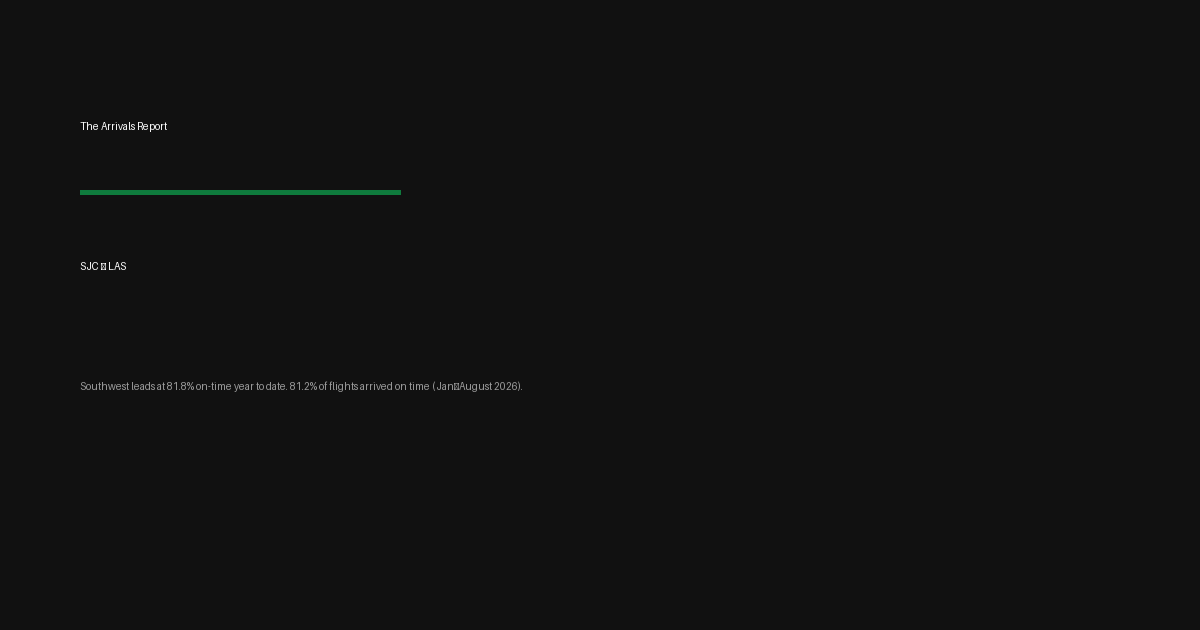 The Arrivals Report
SJC ▯ LAS
Southwest leads at 81.8% on-time year to date. 81.2% of flights arrived on time (Jan▯August 2026).